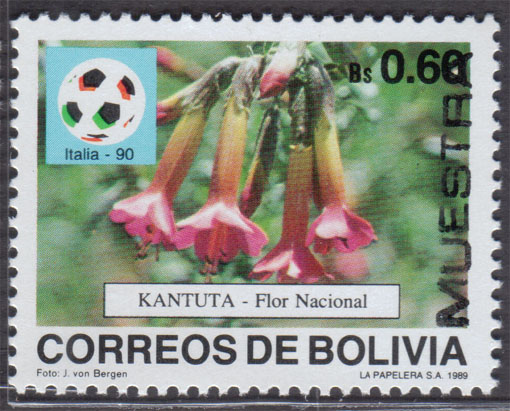 Bs 0.60
Italia - 90
MUESTRA
KANTUTA - Flor Nacional
CORREOS DE BOLIVIA
Foto: J. von Bergen
LA PAPELERA S.A. 1989